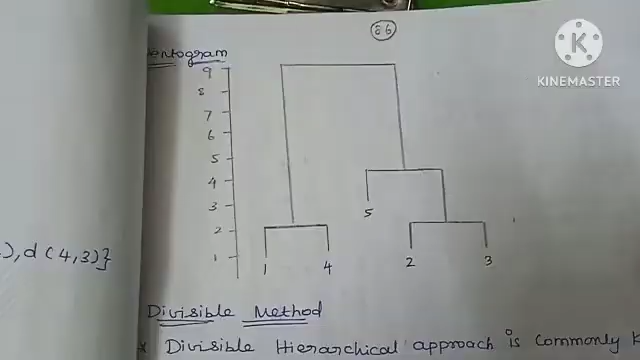 86
entogram
9
8
7
6
5
4
3
2
1
5
1 4 2 3
), d (4,3)}
Divisible Method
* Divisible Hierarchical approach is commonly
K
KINEMASTER